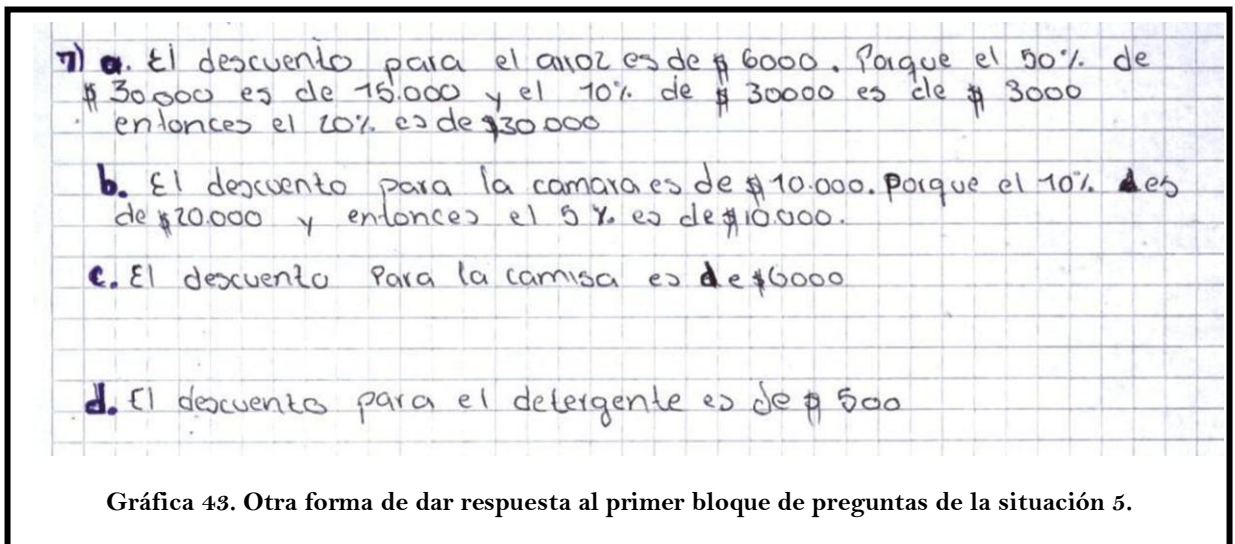 7) a. El descuento para el arroz es de $ 6000. Porque el 50% de
$ 30.000 es de 15.000 y el 10% de $ 30000 es de $ 3000
entonces el 20% es de $30.000
b. El descuento para la camara es de $ 10.000. Porque el 10% es
de $20.000 y entonces el 5% es de $10.000.
c. El descuento Para la camisa es de $6000
d. El descuento para el detergente es de $ 500
Gráfica 43. Otra forma de dar respuesta al primer bloque de preguntas de la situación 5.